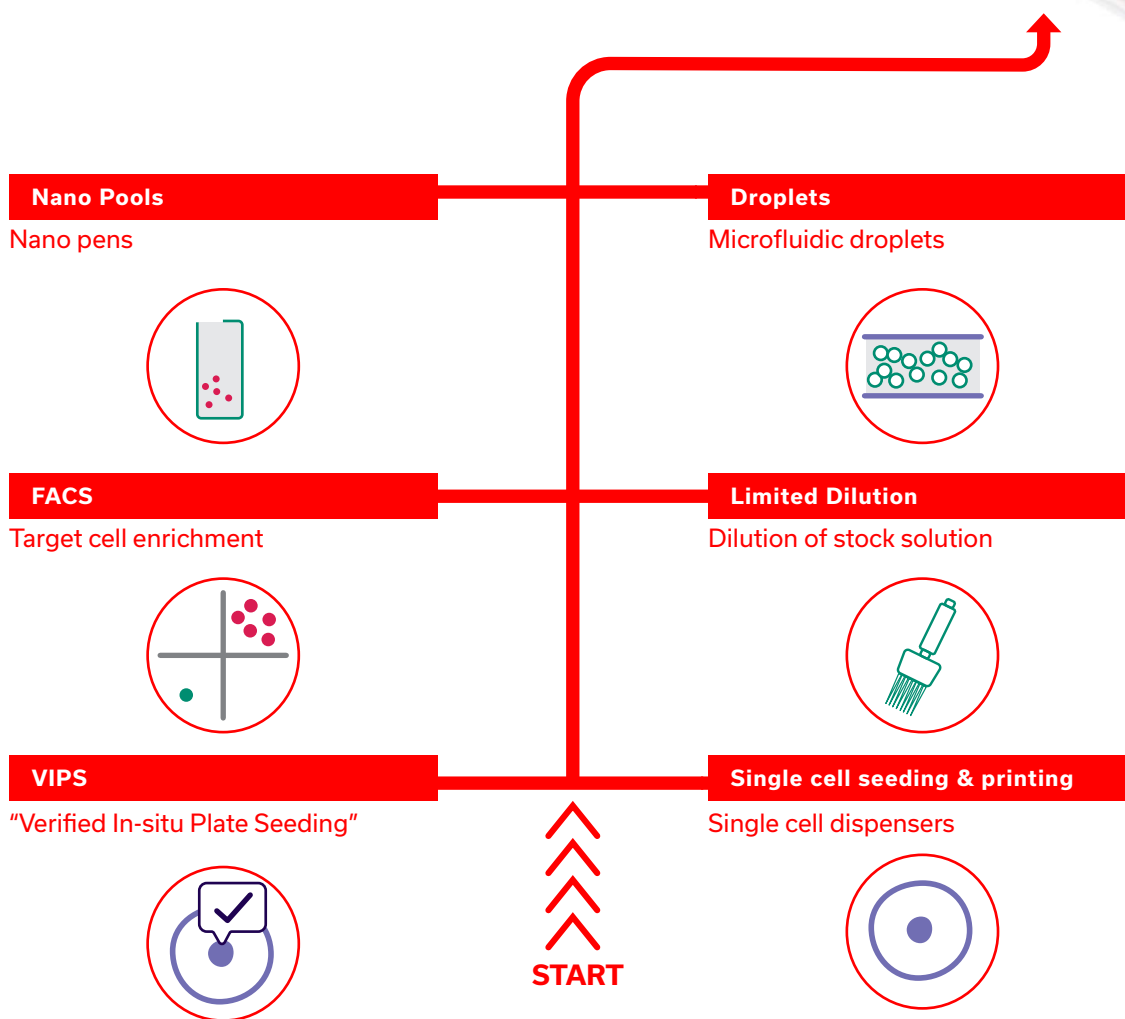 Nano Pools
Nano pens
Droplets
Microfluidic droplets
FACS
Target cell enrichment
Limited Dilution
Dilution of stock solution
VIPS
“Verified In-situ Plate Seeding”
Single cell seeding & printing
Single cell dispensers
START